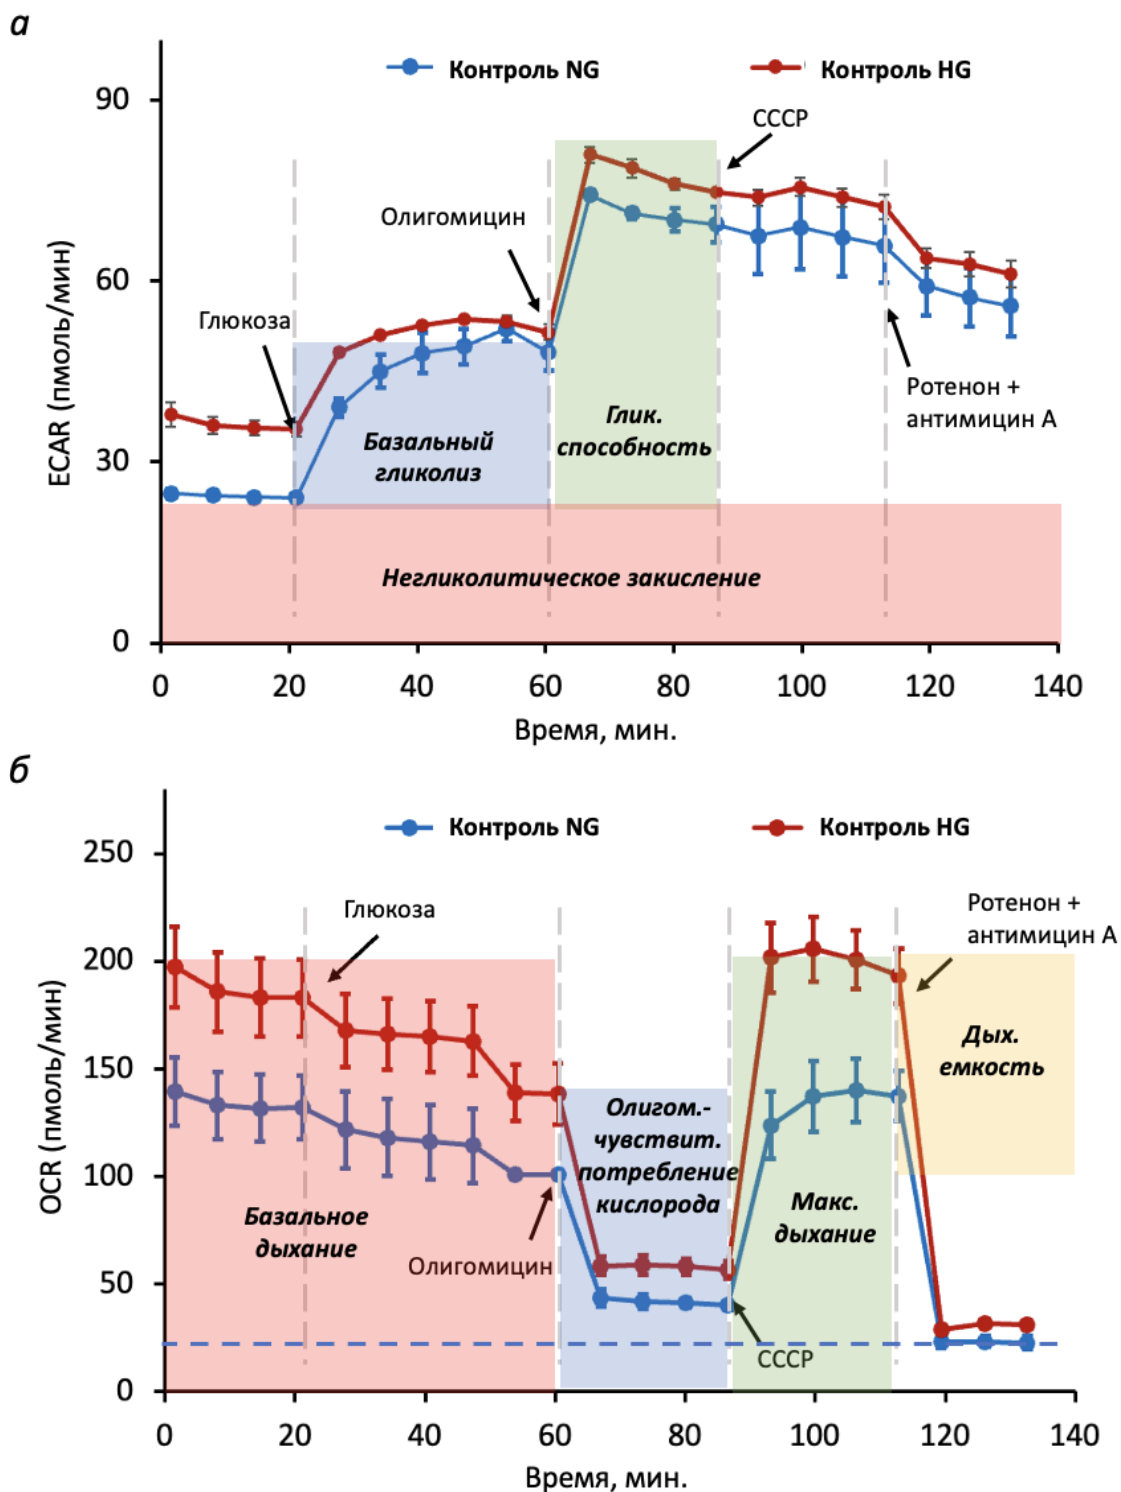 а
Контроль NG
Контроль HG
90
60
30
0
ECAR (пмоль/мин)
CCCP
Олигомицин
Глюкоза
Ротенон +
антимицин А
Базальный
гликолиз
Глик.
способность
Негликолитическое закисление
0 20 40 60 80 100 120 140
Время, мин.
б
Контроль NG
Контроль HG
250
200
150
100
50
0
OCR (пмоль/мин)
Глюкоза
Ротенон +
антимицин А
Дых.
емкость
Олигом.-
чувствит.
потребление
кислорода
Базальное
дыхание
Макс.
дыхание
Олигомицин
CCCP
0 20 40 60 80 100 120 140
Время, мин.